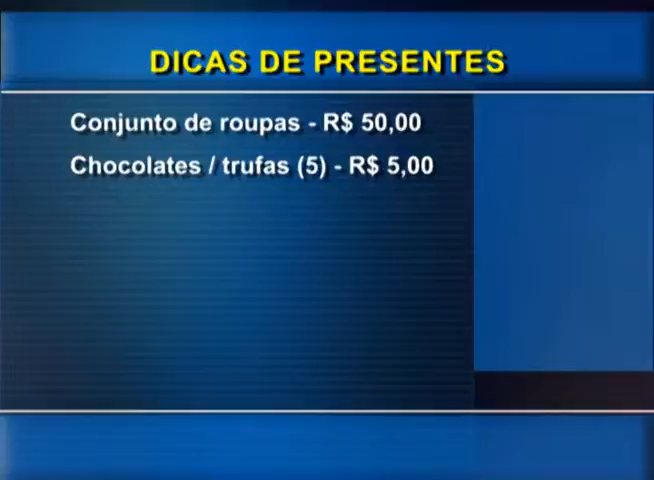 DICAS DE PRESENTES
Conjunto de roupas - R$ 50,00
Chocolates / trufas (5) - R$ 5,00